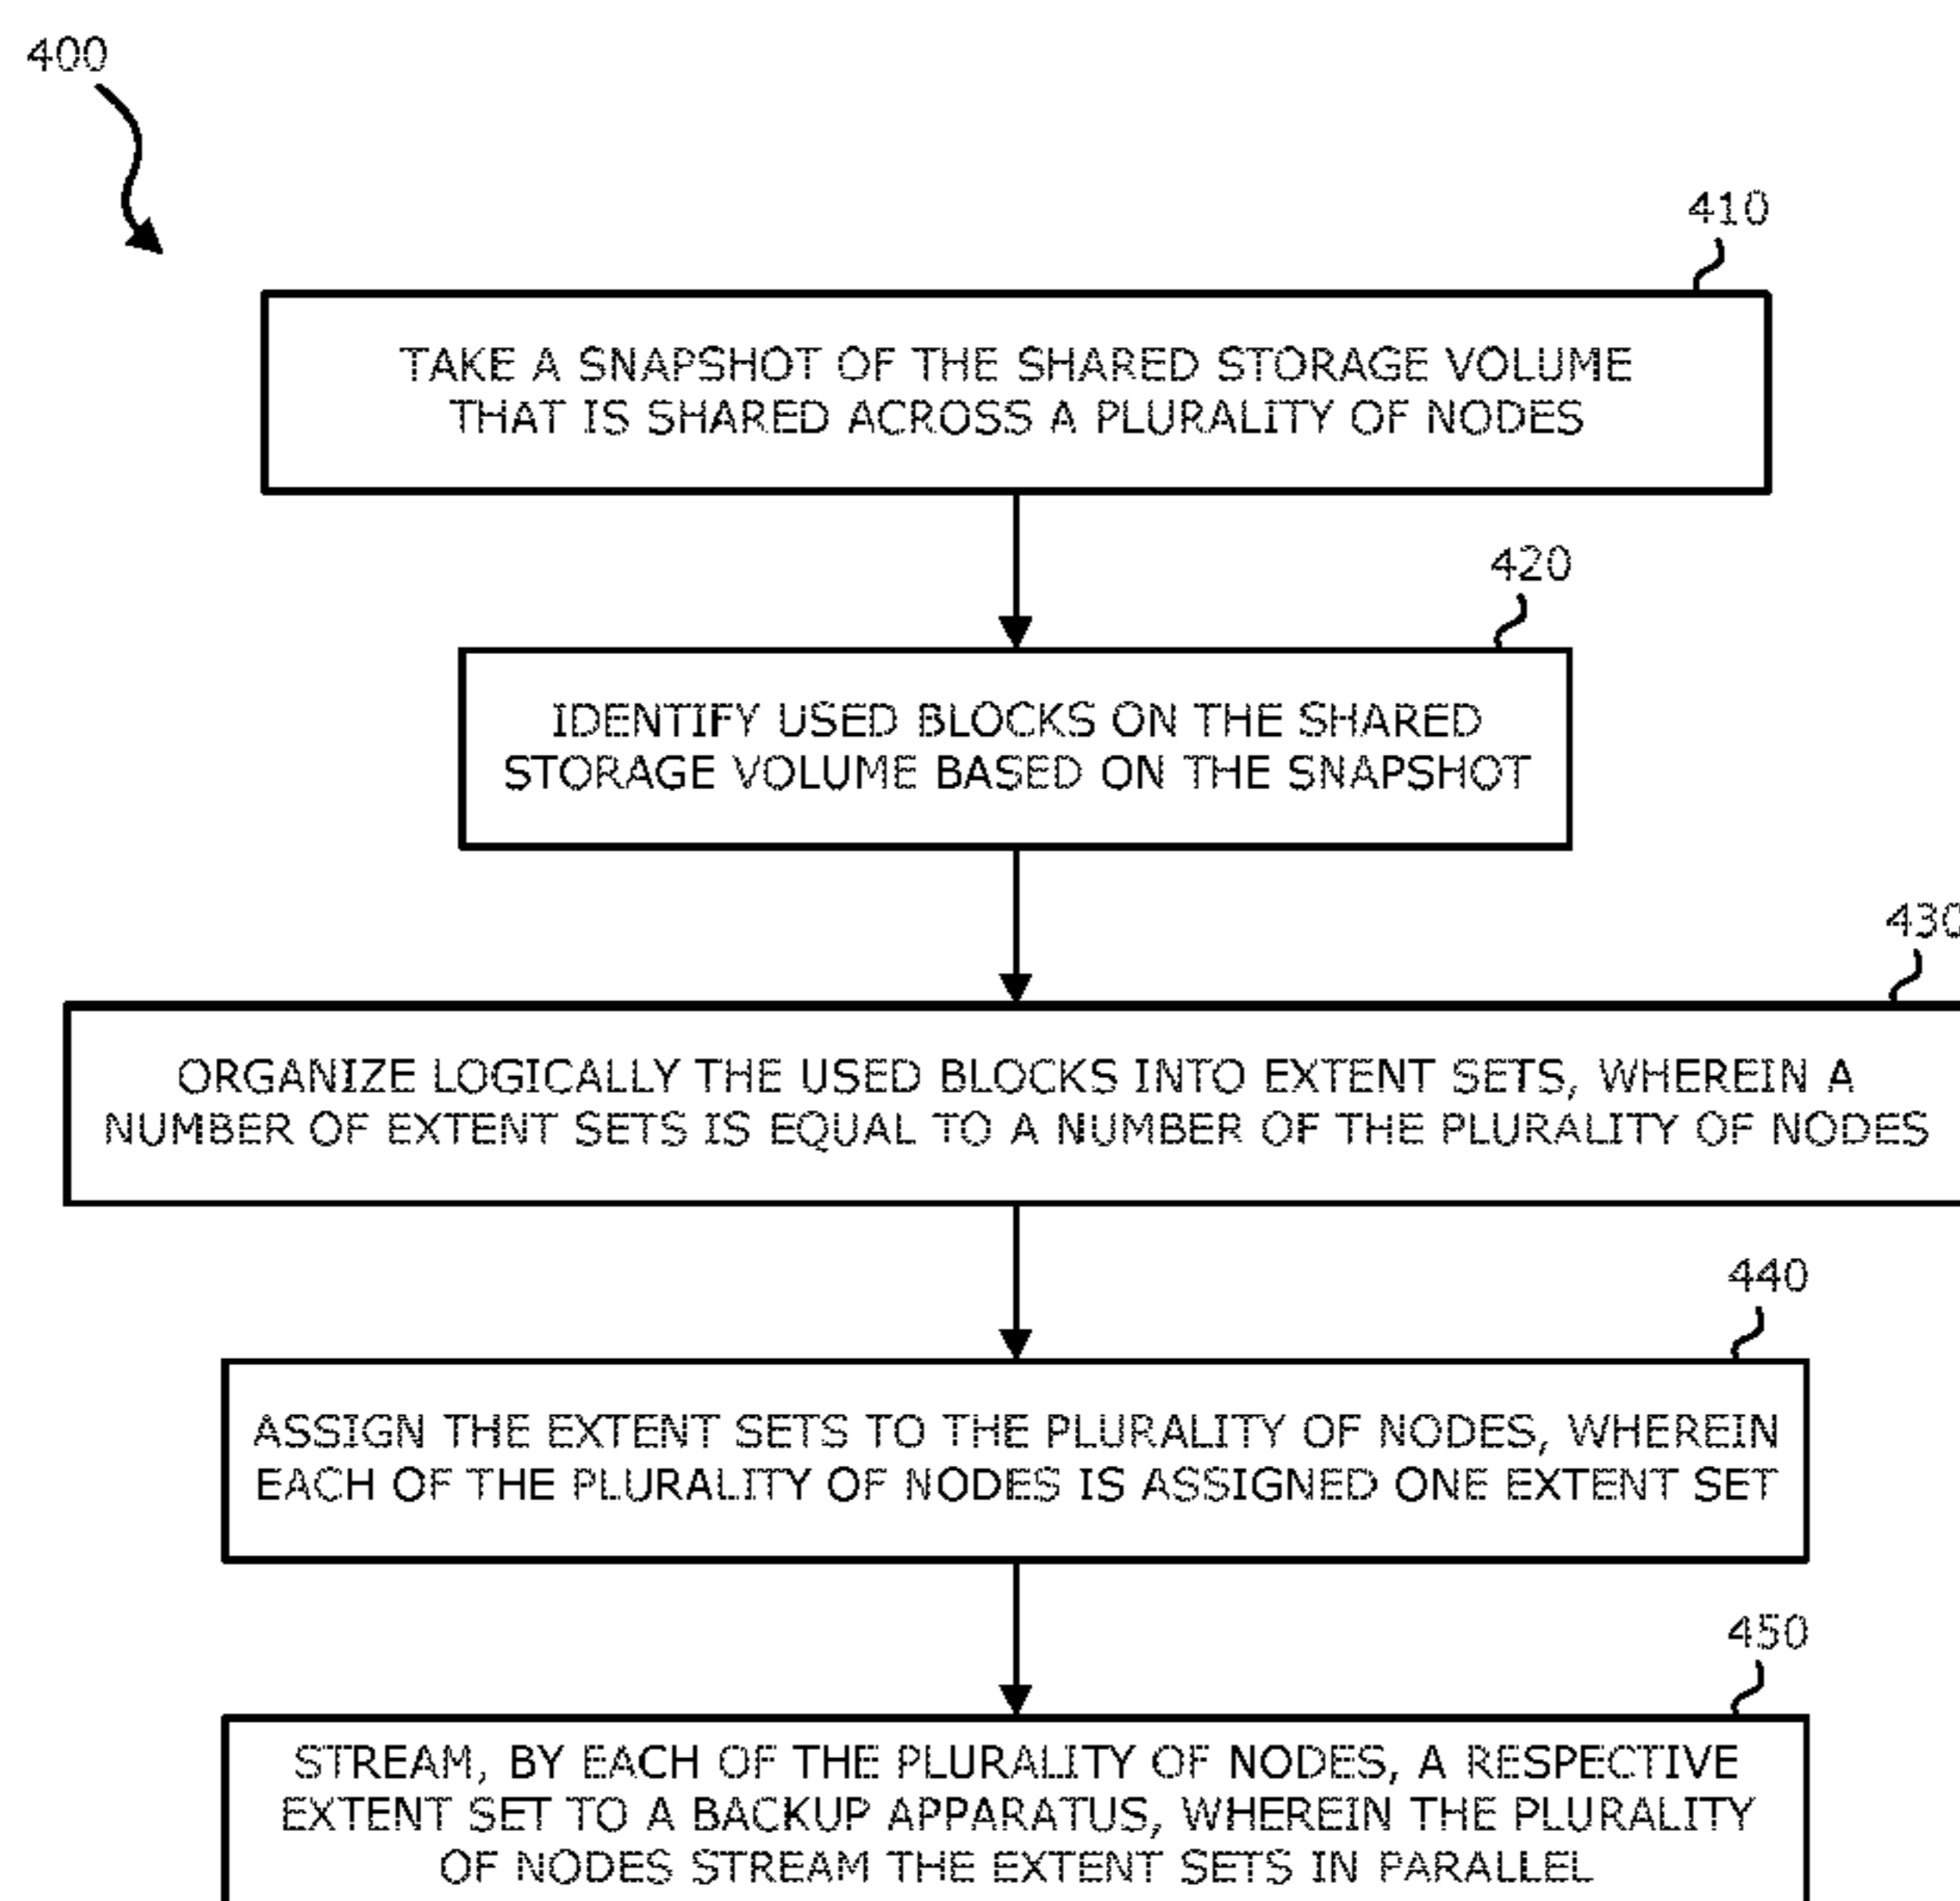 400
410
TAKE A SNAPSHOT OF THE SHARED STORAGE VOLUME
THAT IS SHARED ACROSS A PLURALITY OF NODES
420
IDENTIFY USED BLOCKS ON THE SHARED
STORAGE VOLUME BASED ON THE SNAPSHOT
430
ORGANIZE LOGICALLY THE USED BLOCKS INTO EXTENT SETS, WHEREIN A
NUMBER OF EXTENT SETS IS EQUAL TO A NUMBER OF THE PLURALITY OF NODES
440
ASSIGN THE EXTENT SETS TO THE PLURALITY OF NODES, WHEREIN
EACH OF THE PLURALITY OF NODES IS ASSIGNED ONE EXTENT SET
450
STREAM, BY EACH OF THE PLURALITY OF NODES, A RESPECTIVE
EXTENT SET TO A BACKUP APPARATUS, WHEREIN THE PLURALITY
OF NODES STREAM THE EXTENT SETS IN PARALLEL